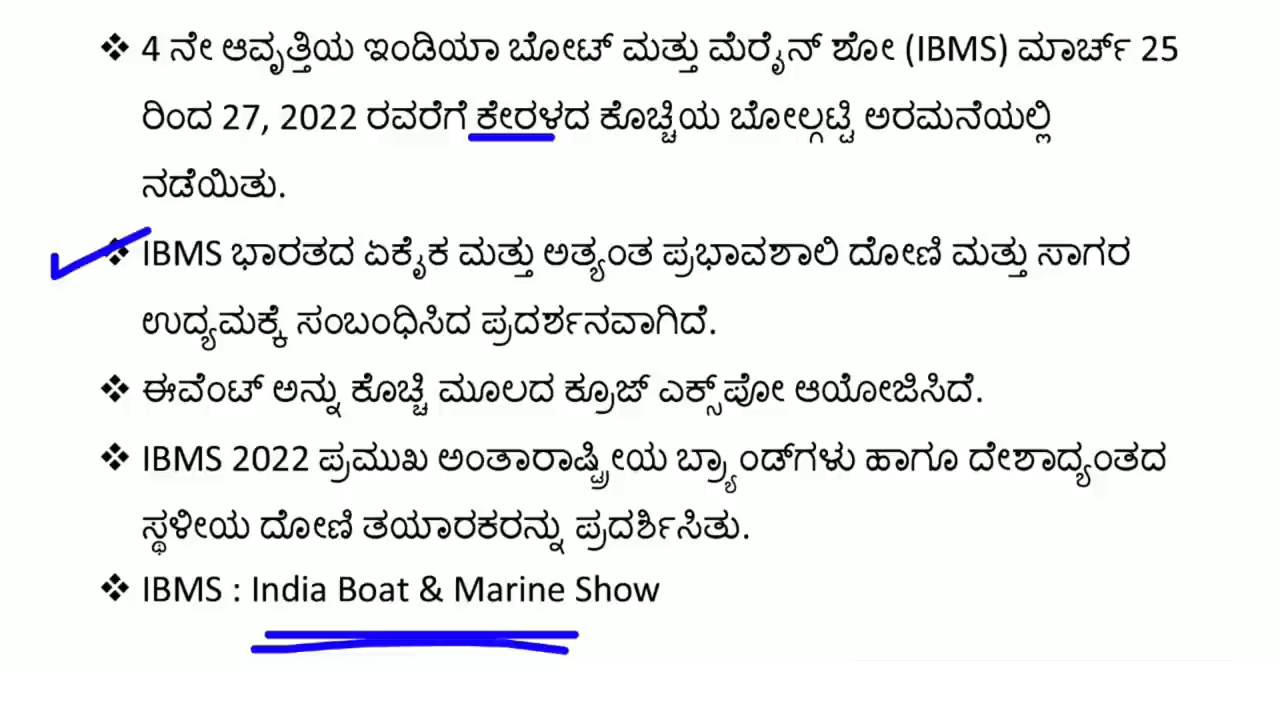 ❖ 4 ನೇ ಆವೃತ್ತಿಯ ಇಂಡಿಯಾ ಬೋಟ್ ಮತ್ತು ಮೆರೈನ್ ಶೋ (IBMS) ಮಾರ್ಚ್ 25
ರಿಂದ 27, 2022 ರವರೆಗೆ ಕೇರಳದ ಕೊಚ್ಚಿಯ ಬೋಲ್ಗಟ್ಟಿ ಅರಮನೆಯಲ್ಲಿ
ನಡೆಯಿತು.
❖ IBMS ಭಾರತದ ಏಕೈಕ ಮತ್ತು ಅತ್ಯಂತ ಪ್ರಭಾವಶಾಲಿ ದೋಣಿ ಮತ್ತು ಸಾಗರ
ಉದ್ಯಮಕ್ಕೆ ಸಂಬಂಧಿಸಿದ ಪ್ರದರ್ಶನವಾಗಿದೆ.
❖ ಈವೆಂಟ್ ಅನ್ನು ಕೊಚ್ಚಿ ಮೂಲದ ಕ್ರೂಜ್ ಎಕ್ಸ್‌ಪೋ ಆಯೋಜಿಸಿದೆ.
❖ IBMS 2022 ಪ್ರಮುಖ ಅಂತಾರಾಷ್ಟ್ರೀಯ ಬ್ರ್ಯಾಂಡ್‌ಗಳು ಹಾಗೂ ದೇಶಾದ್ಯಂತದ
ಸ್ಥಳೀಯ ದೋಣಿ ತಯಾರಕರನ್ನು ಪ್ರದರ್ಶಿಸಿತು.
❖ IBMS : India Boat & Marine Show